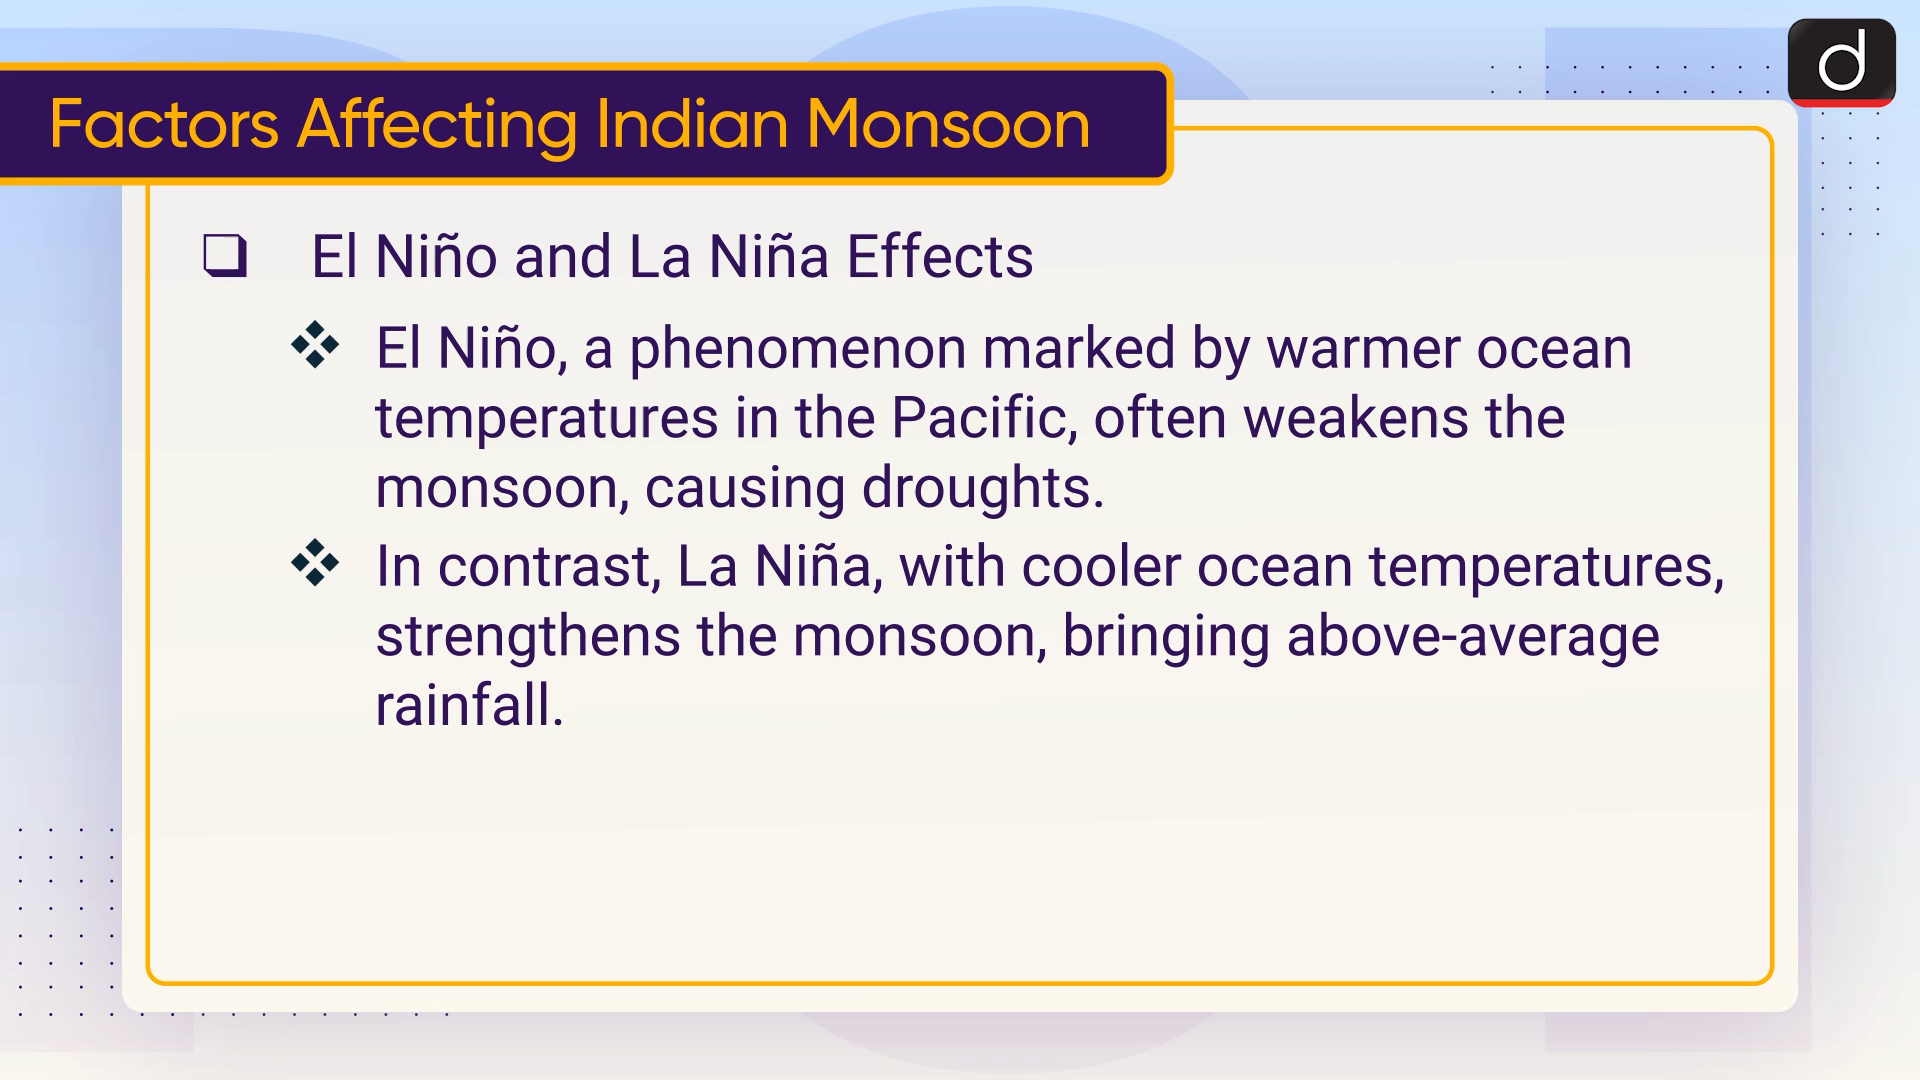 d
Factors Affecting Indian Monsoon
❑ El Niño and La Niña Effects
❖ El Niño, a phenomenon marked by warmer ocean
temperatures in the Pacific, often weakens the
monsoon, causing droughts.
❖ In contrast, La Niña, with cooler ocean temperatures,
strengthens the monsoon, bringing above-average
rainfall.